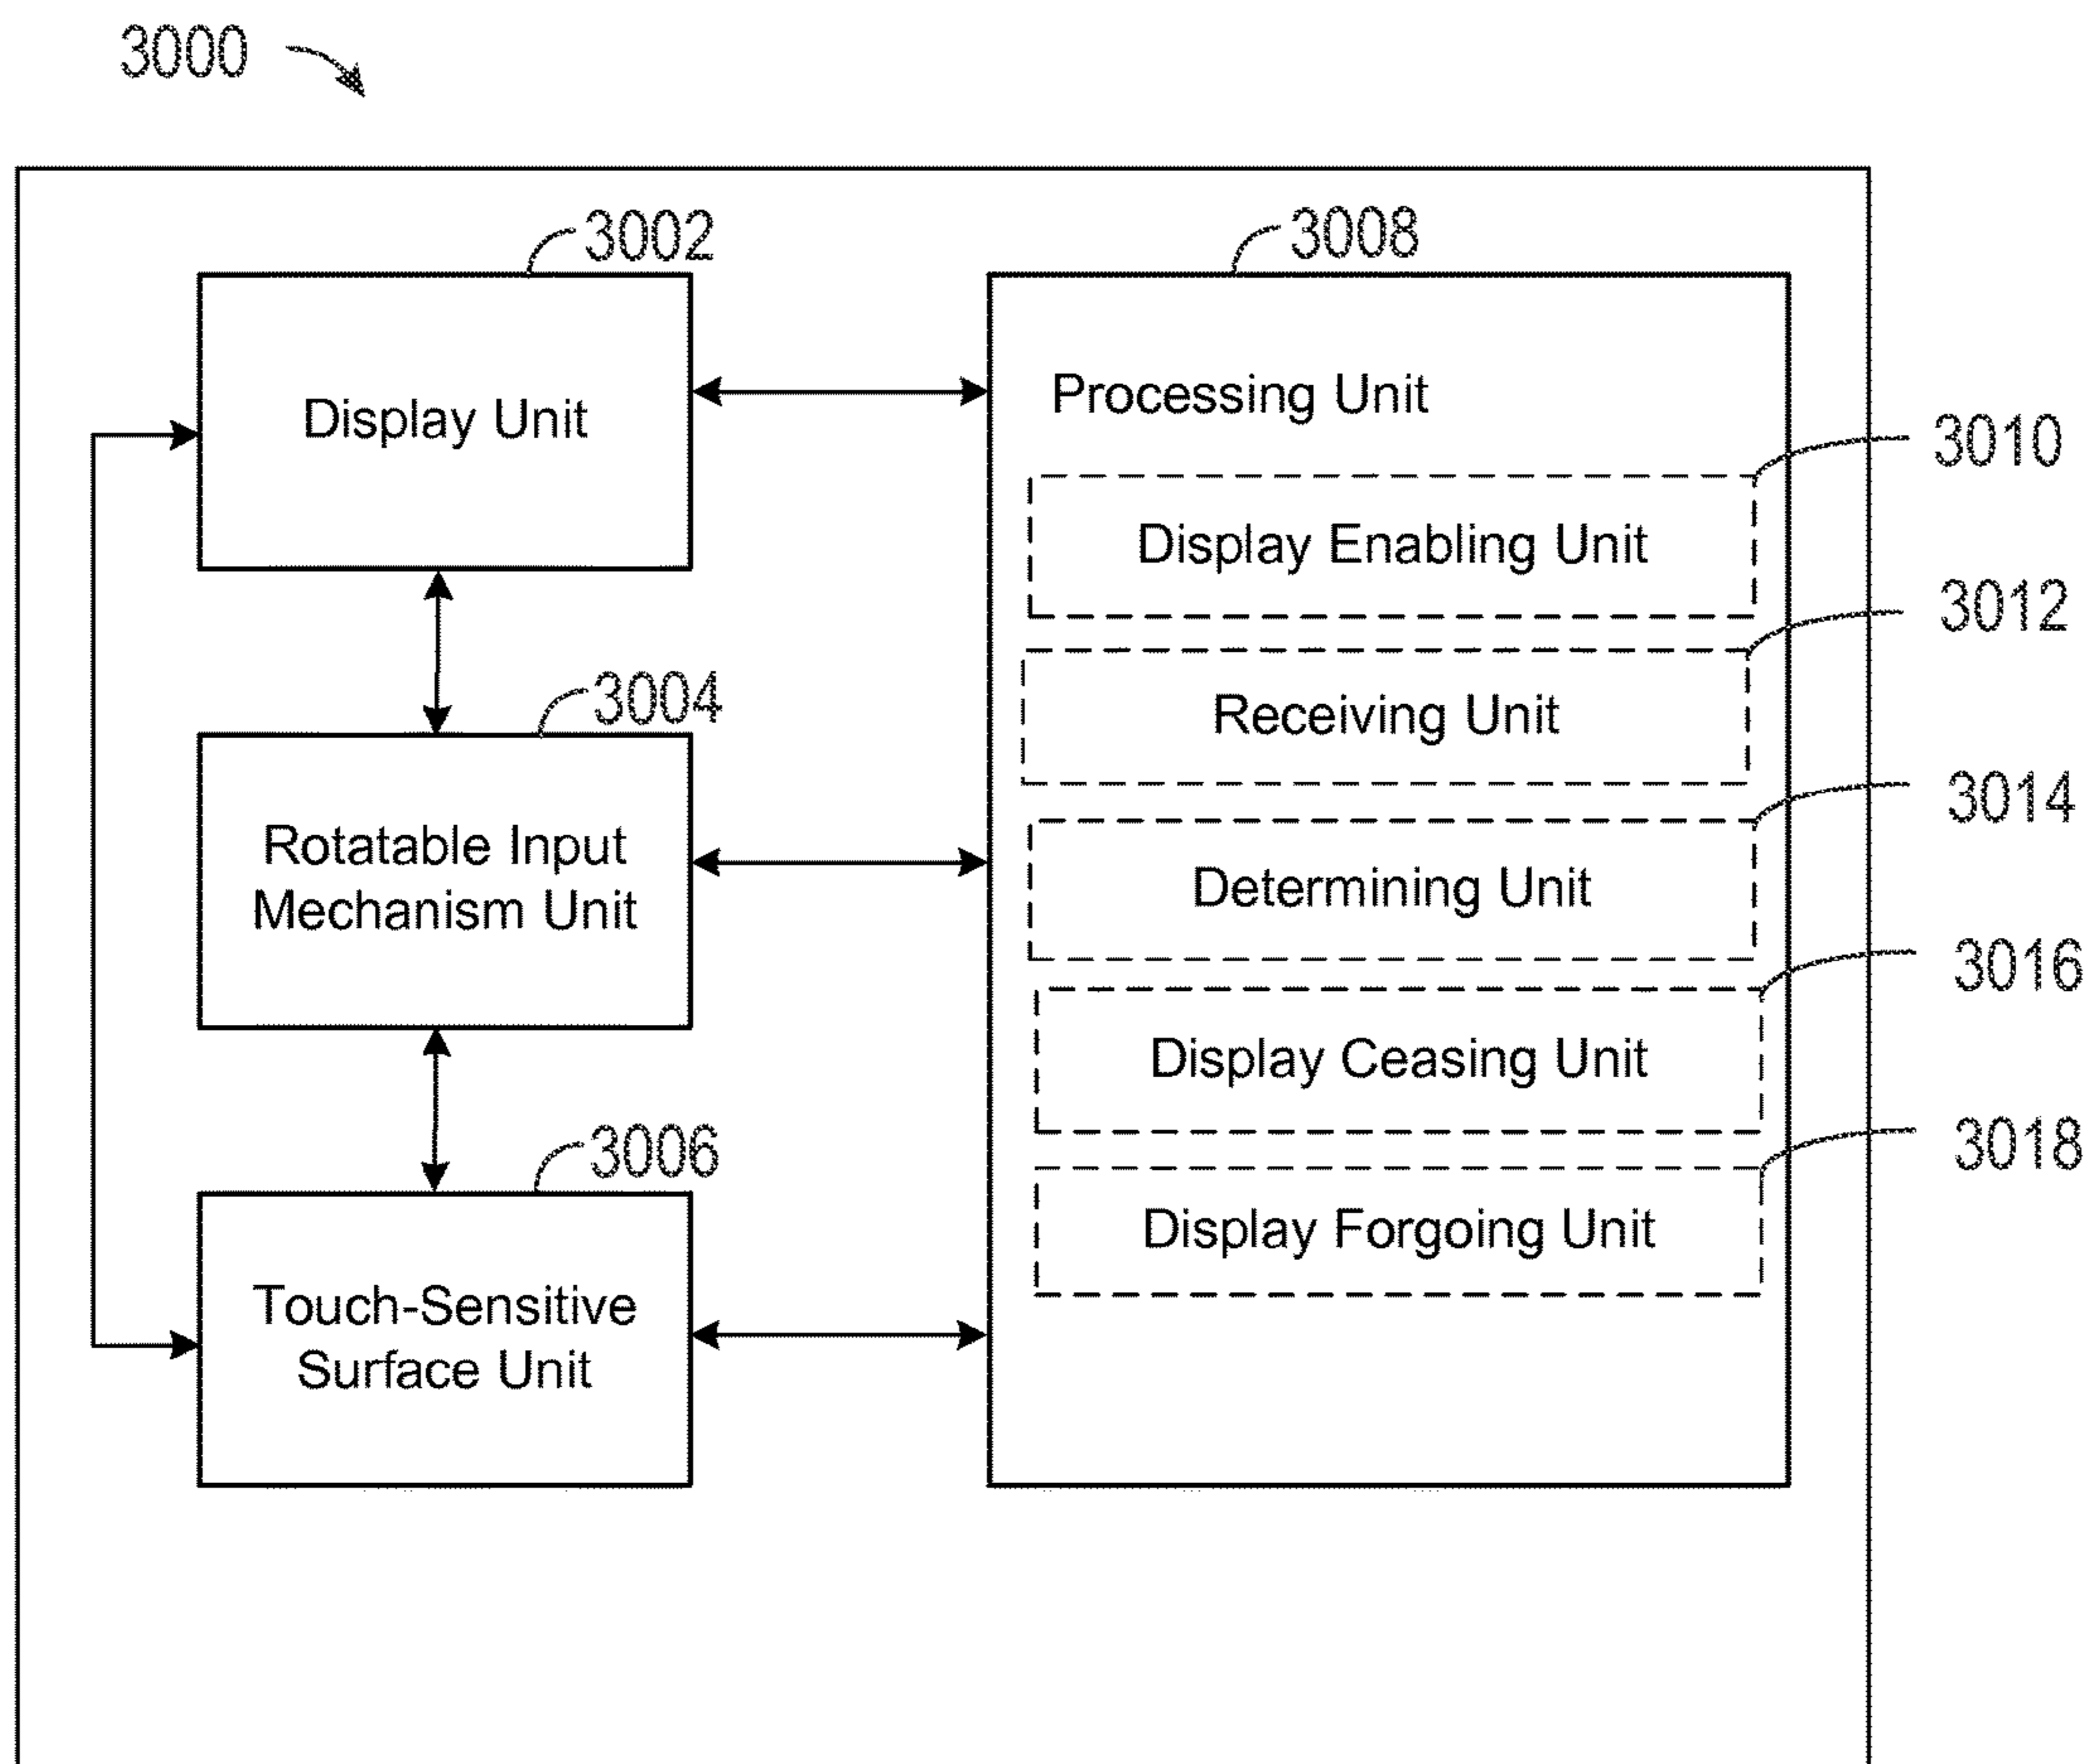 3000
3002
Display Unit
3004
Rotatable Input
Mechanism Unit
3006
Touch-Sensitive
Surface Unit
3008
Processing Unit
3010
Display Enabling Unit
3012
Receiving Unit
3014
Determining Unit
3016
Display Ceasing Unit
3018
Display Forgoing Unit